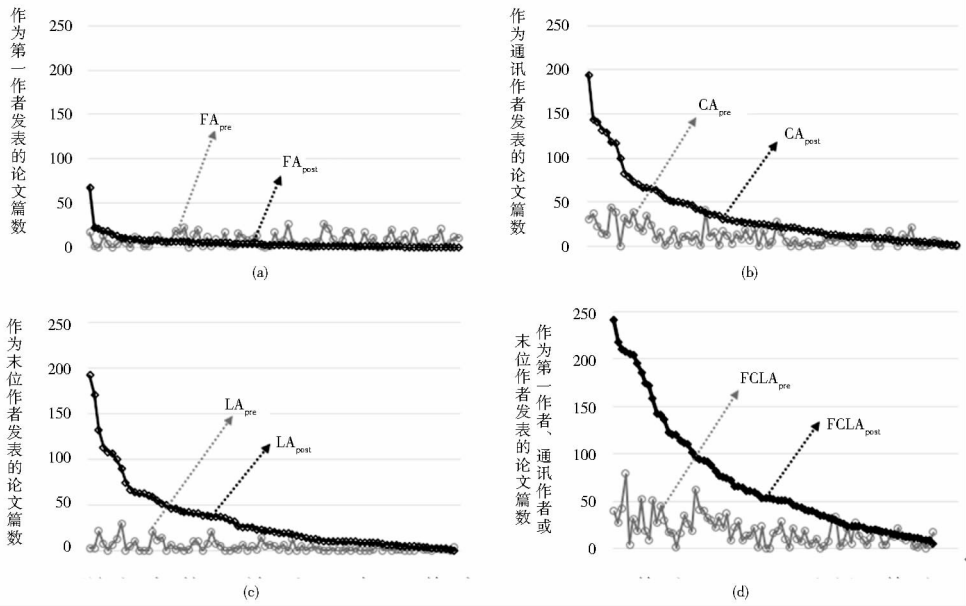 作为第一作者发表的论文篇数
250
200
150
100
50
0
FApre
FApost
(a)
作为通讯作者发表的论文篇数
250
200
150
100
50
0
CApre
CApost
(b)
作为末位作者发表的论文篇数
250
200
150
100
50
0
LApre
LApost
(c)
作为第一作者、通讯作者或
末位作者发表的论文篇数
250
200
150
100
50
0
FCLApre
FCLApost
(d)